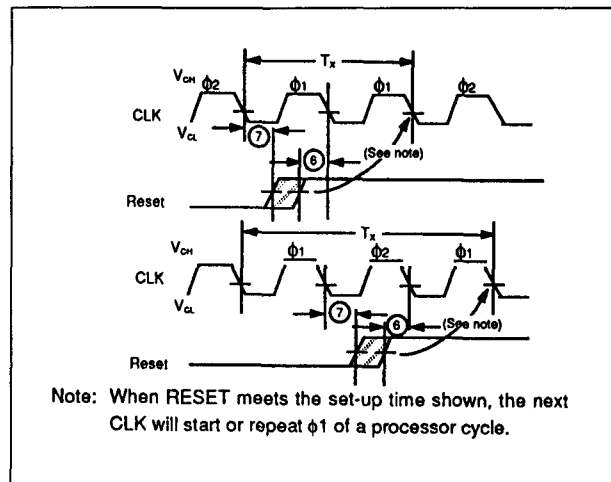 Tx
VCH
ϕ2 ϕ1 ϕ1 ϕ2
CLK
VCL
7 6 (See note)
Reset
Tx
VCH
ϕ1 ϕ2 ϕ1
CLK
VCL
7 6 (See note)
Reset
Note: When RESET meets the set-up time shown, the next
CLK will start or repeat ϕ1 of a processor cycle.